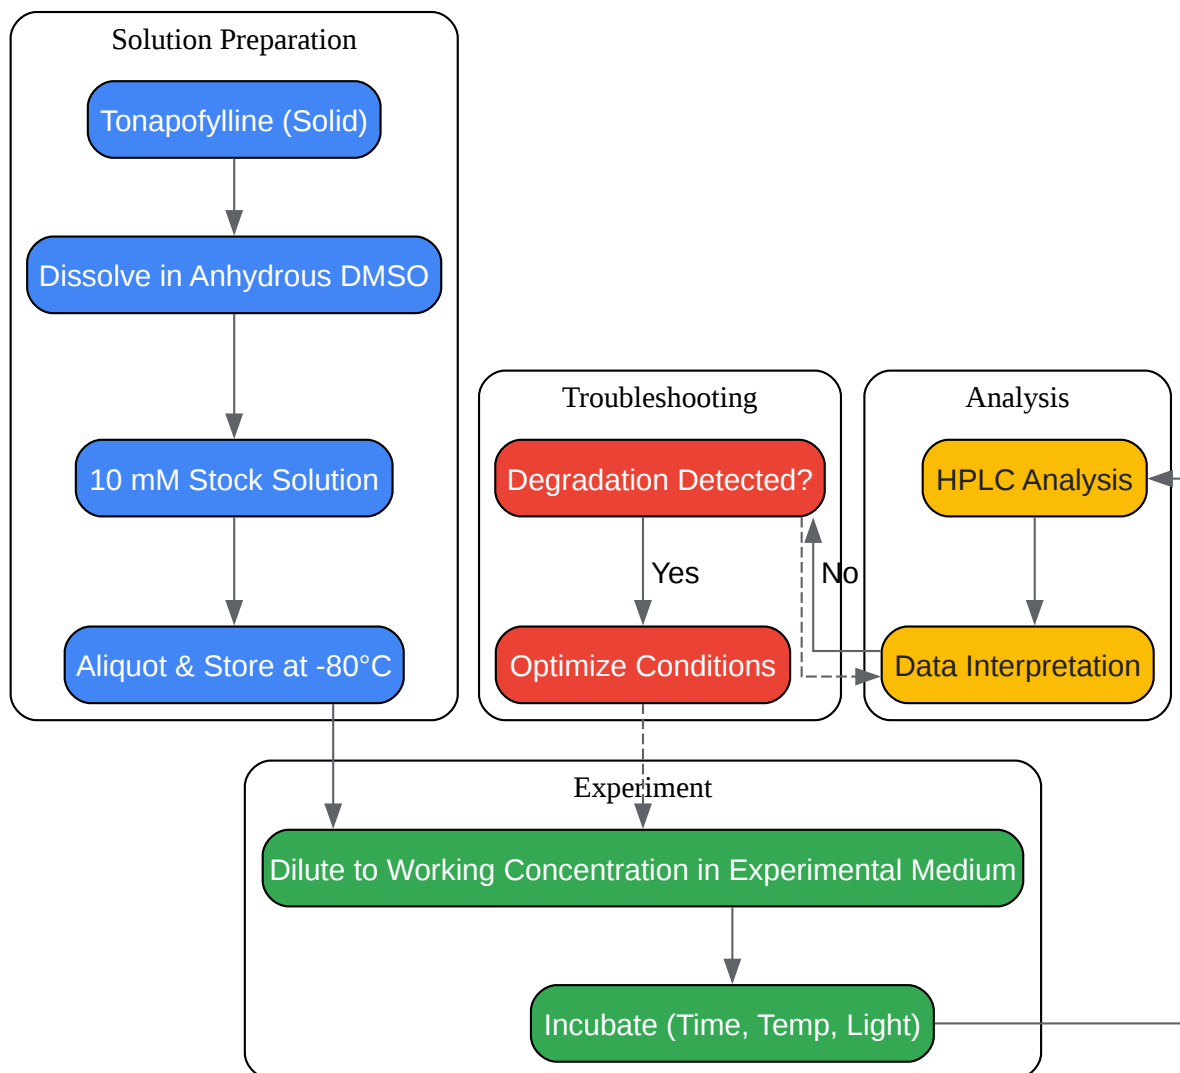 Solution Preparation
Tonapofylline (Solid)
Dissolve in Anhydrous DMSO
10 mM Stock Solution
Aliquot & Store at -80°C
Troubleshooting
Degradation Detected?
Yes
No
Optimize Conditions
Analysis
HPLC Analysis
Data Interpretation
Experiment
Dilute to Working Concentration in Experimental Medium
Incubate (Time, Temp, Light)